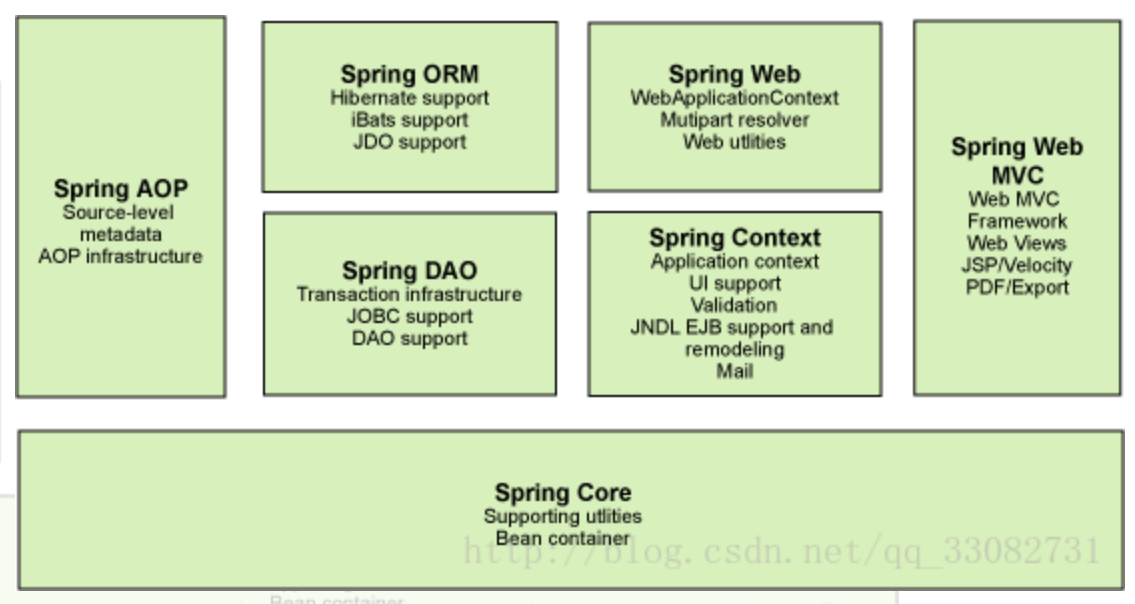 Spring AOP
Source-level
metadata
AOP infrastructure
Spring ORM
Hibernate support
iBats support
JDO support
Spring DAO
Transaction infrastructure
JOBC support
DAO support
Spring Web
WebApplicationContext
Mutipart resolver
Web utlities
Spring Context
Application context
UI support
Validation
JNDL EJB support and
remodeling
Mail
Spring Web
MVC
Web MVC
Framework
Web Views
JSP/Velocity
PDF/Export
Spring Core
Supporting utlities
Bean container
http://blog.csdn.net/qq_33082731
Bean container